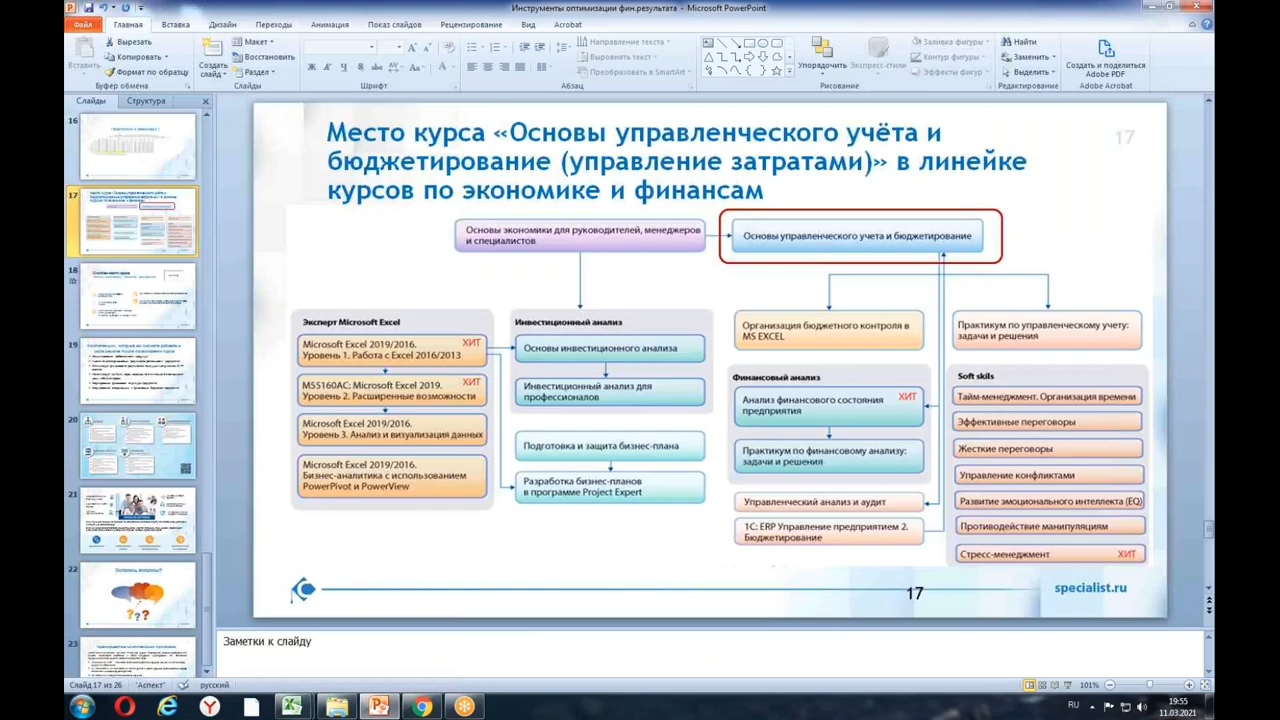 Инструменты оптимизации фин.результата - Microsoft PowerPoint
Файл Главная Вставка Дизайн Переходы Анимация Показ слайдов Рецензирование Вид Acrobat
Вставить
Вырезать
Копировать
Формат по образцу
Буфер обмена
Создать слайд
Макет
Восстановить
Раздел
Слайды
Шрифт
Направление текста
Выровнять текст
Преобразовать в SmartArt
Абзац
Упорядочить
Экспресс-стили
Заливка фигуры
Контур фигуры
Эффекты фигур
Рисование
Найти
Заменить
Выделить
Редактирование
Создать и поделиться
Adobe PDF
Adobe Acrobat
Слайды Структура
16
17
18
19
20
21
22
23
17
Место курса «Основы управленческого учёта и
бюджетирование (управление затратами)» в линейке
курсов по экономике и финансам
Основы экономики для руководителей, менеджеров
и специалистов
Основы управленческого учета и бюджетирование
Эксперт Microsoft Excel
Microsoft Excel 2019/2016. ХИТ
Уровень 1. Работа с Excel 2016/2013
M55160AC: Microsoft Excel 2019. ХИТ
Уровень 2. Расширенные возможности
Microsoft Excel 2019/2016.
Уровень 3. Анализ и визуализация данных
Microsoft Excel 2019/2016.
Бизнес-аналитика с использованием
PowerPivot и PowerView
Инвестиционный анализ
Основы инвестиционного анализа
Инвестиционный анализ для
профессионалов
Подготовка и защита бизнес-плана
Разработка бизнес-планов
в программе Project Expert
Организация бюджетного контроля в
MS EXCEL
Финансовый анализ
Анализ финансового состояния ХИТ
предприятия
Практикум по финансовому анализу:
задачи и решения
Управленческий анализ и аудит
1С: ERP Управление предприятием 2.
Бюджетирование
Практикум по управленческому учету:
задачи и решения
Soft skils
Тайм-менеджмент. Организация времени
Эффективные переговоры
Жесткие переговоры
Управление конфликтами
Развитие эмоционального интеллекта (EQ)
Противодействие манипуляциям
Стресс-менеджмент ХИТ
17
specialist.ru
Заметки к слайду
Слайд 17 из 26 "Аспект" русский
101%
RU
19:55
11.03.2021